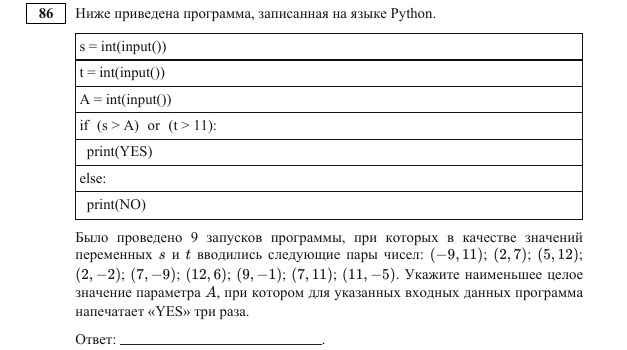 86 Ниже приведена программа, записанная на языке Python.
s = int(input())
t = int(input())
A = int(input())
if (s > A) or (t > 11):
print(YES)
else:
print(NO)
Было проведено 9 запусков программы, при которых в качестве значений
переменных s и t вводились следующие пары чисел: (−9, 11); (2, 7); (5, 12);
(2, −2); (7, −9); (12, 6); (9, −1); (7, 11); (11, −5). Укажите наименьшее целое
значение параметра A, при котором для указанных входных данных программа
напечатает «YES» три раза.
Ответ: ____________________.